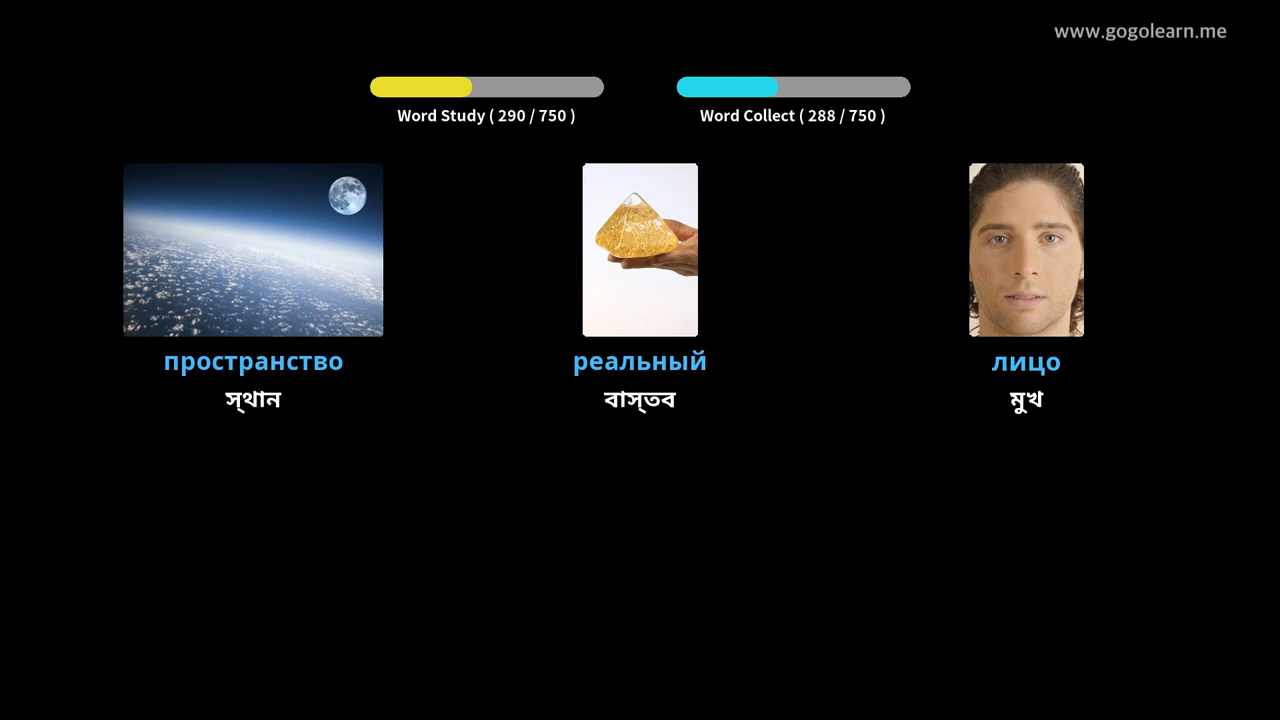 www.gogolearn.me
Word Study ( 290 / 750 )
Word Collect ( 288 / 750 )
пространство
реальный
лицо
স্থান
বাস্তব
মুখ